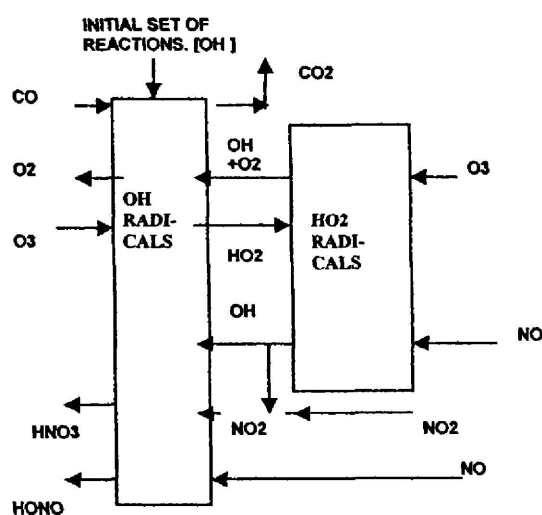 INITIAL SET OF
REACTIONS. [OH ]
CO
CO2
O2
OH
+O2
O3
OH
RADI-
CALS
HO2
RADI-
CALS
O3
HO2
OH
NO
HNO3
NO2
NO2
NO
HONO